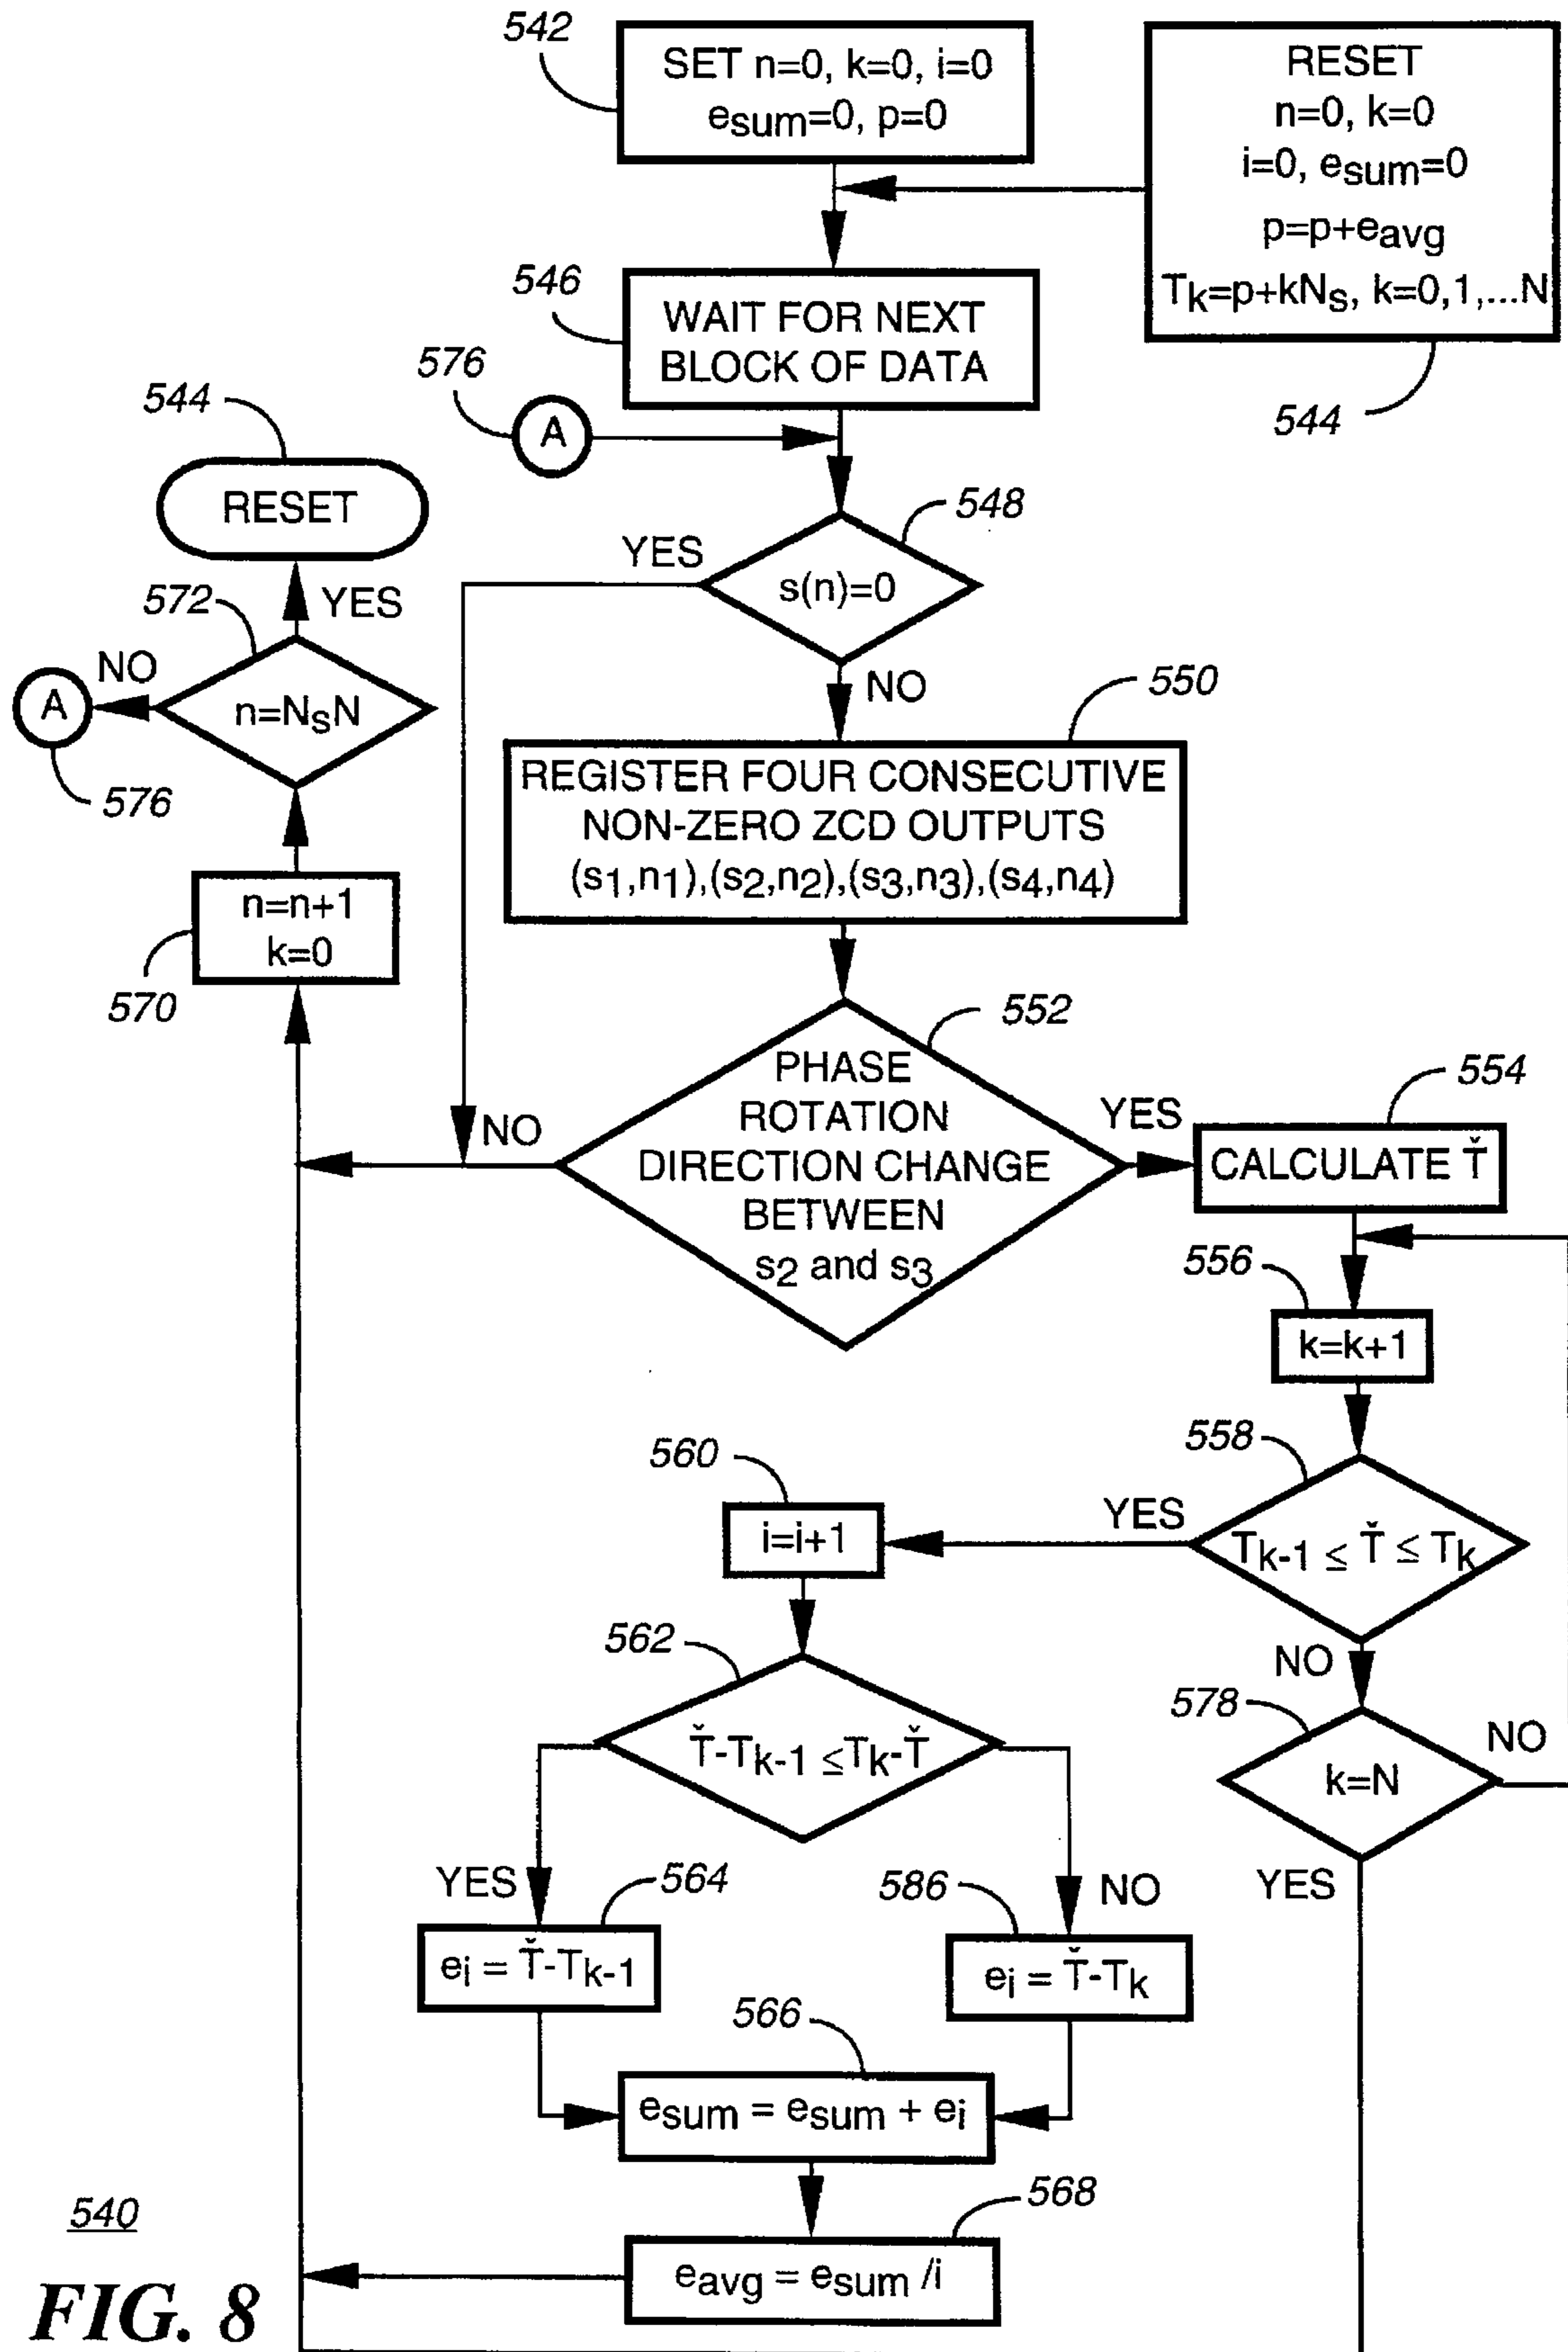 542
SET n=0, k=0, i=0
esum=0, p=0
RESET
n=0, k=0
i=0, esum=0
p=p+eavg
Tk=p+kNs, k=0,1,...N
544
546
WAIT FOR NEXT
BLOCK OF DATA
576
A
544
RESET
548
YES
s(n)=0
NO
572
YES
NO
A
n=NsN
576
550
REGISTER FOUR CONSECUTIVE
NON-ZERO ZCD OUTPUTS
(s1,n1),(s2,n2),(s3,n3),(s4,n4)
n=n+1
k=0
570
552
PHASE
ROTATION
DIRECTION CHANGE
BETWEEN
s2 and s3
NO
YES
554
CALCULATE Ť
556
k=k+1
558
Tk-1 ≤ Ť ≤ Tk
YES
NO
560
i=i+1
562
Ť-Tk-1 ≤Tk-Ť
578
k=N
NO
YES
YES
564
ei = Ť-Tk-1
586
NO
ei = Ť-Tk
566
esum = esum + ei
568
eavg = esum /i
540
FIG. 8